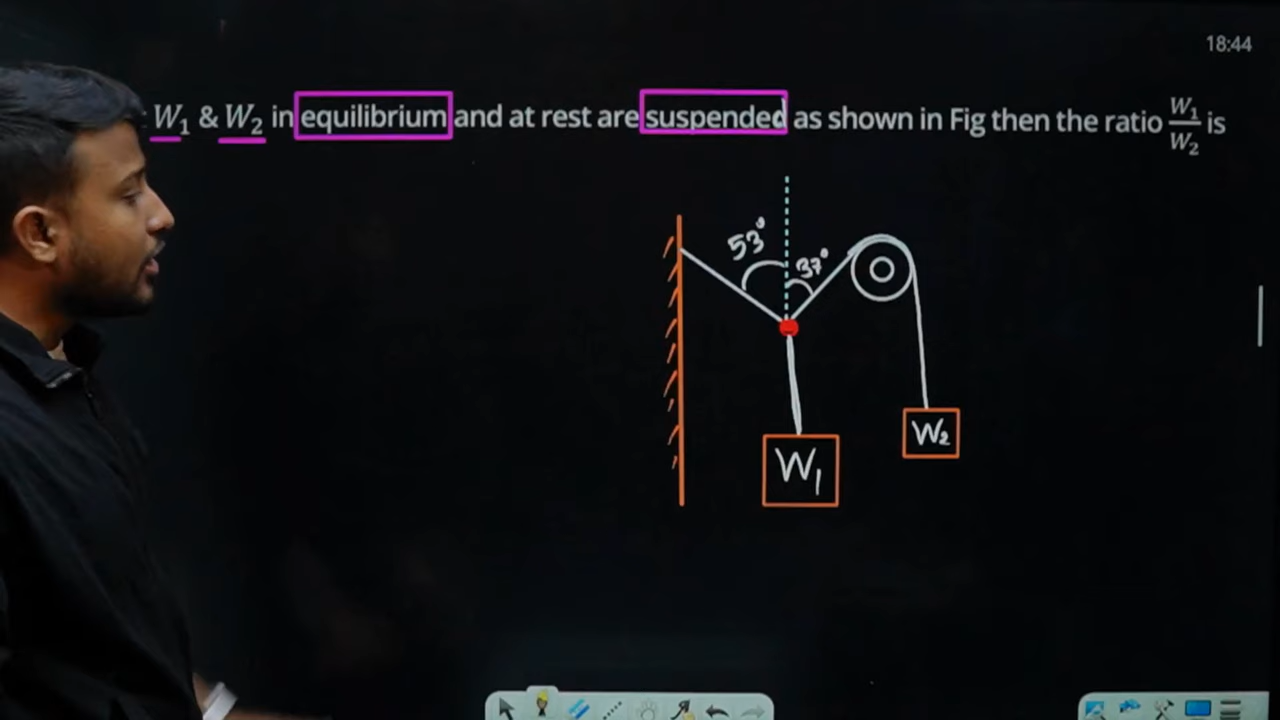 18:44
W₁ & W₂ in equilibrium and at rest are suspended as shown in Fig then the ratio W₁/W₂ is
53° 37°
W₂
W₁